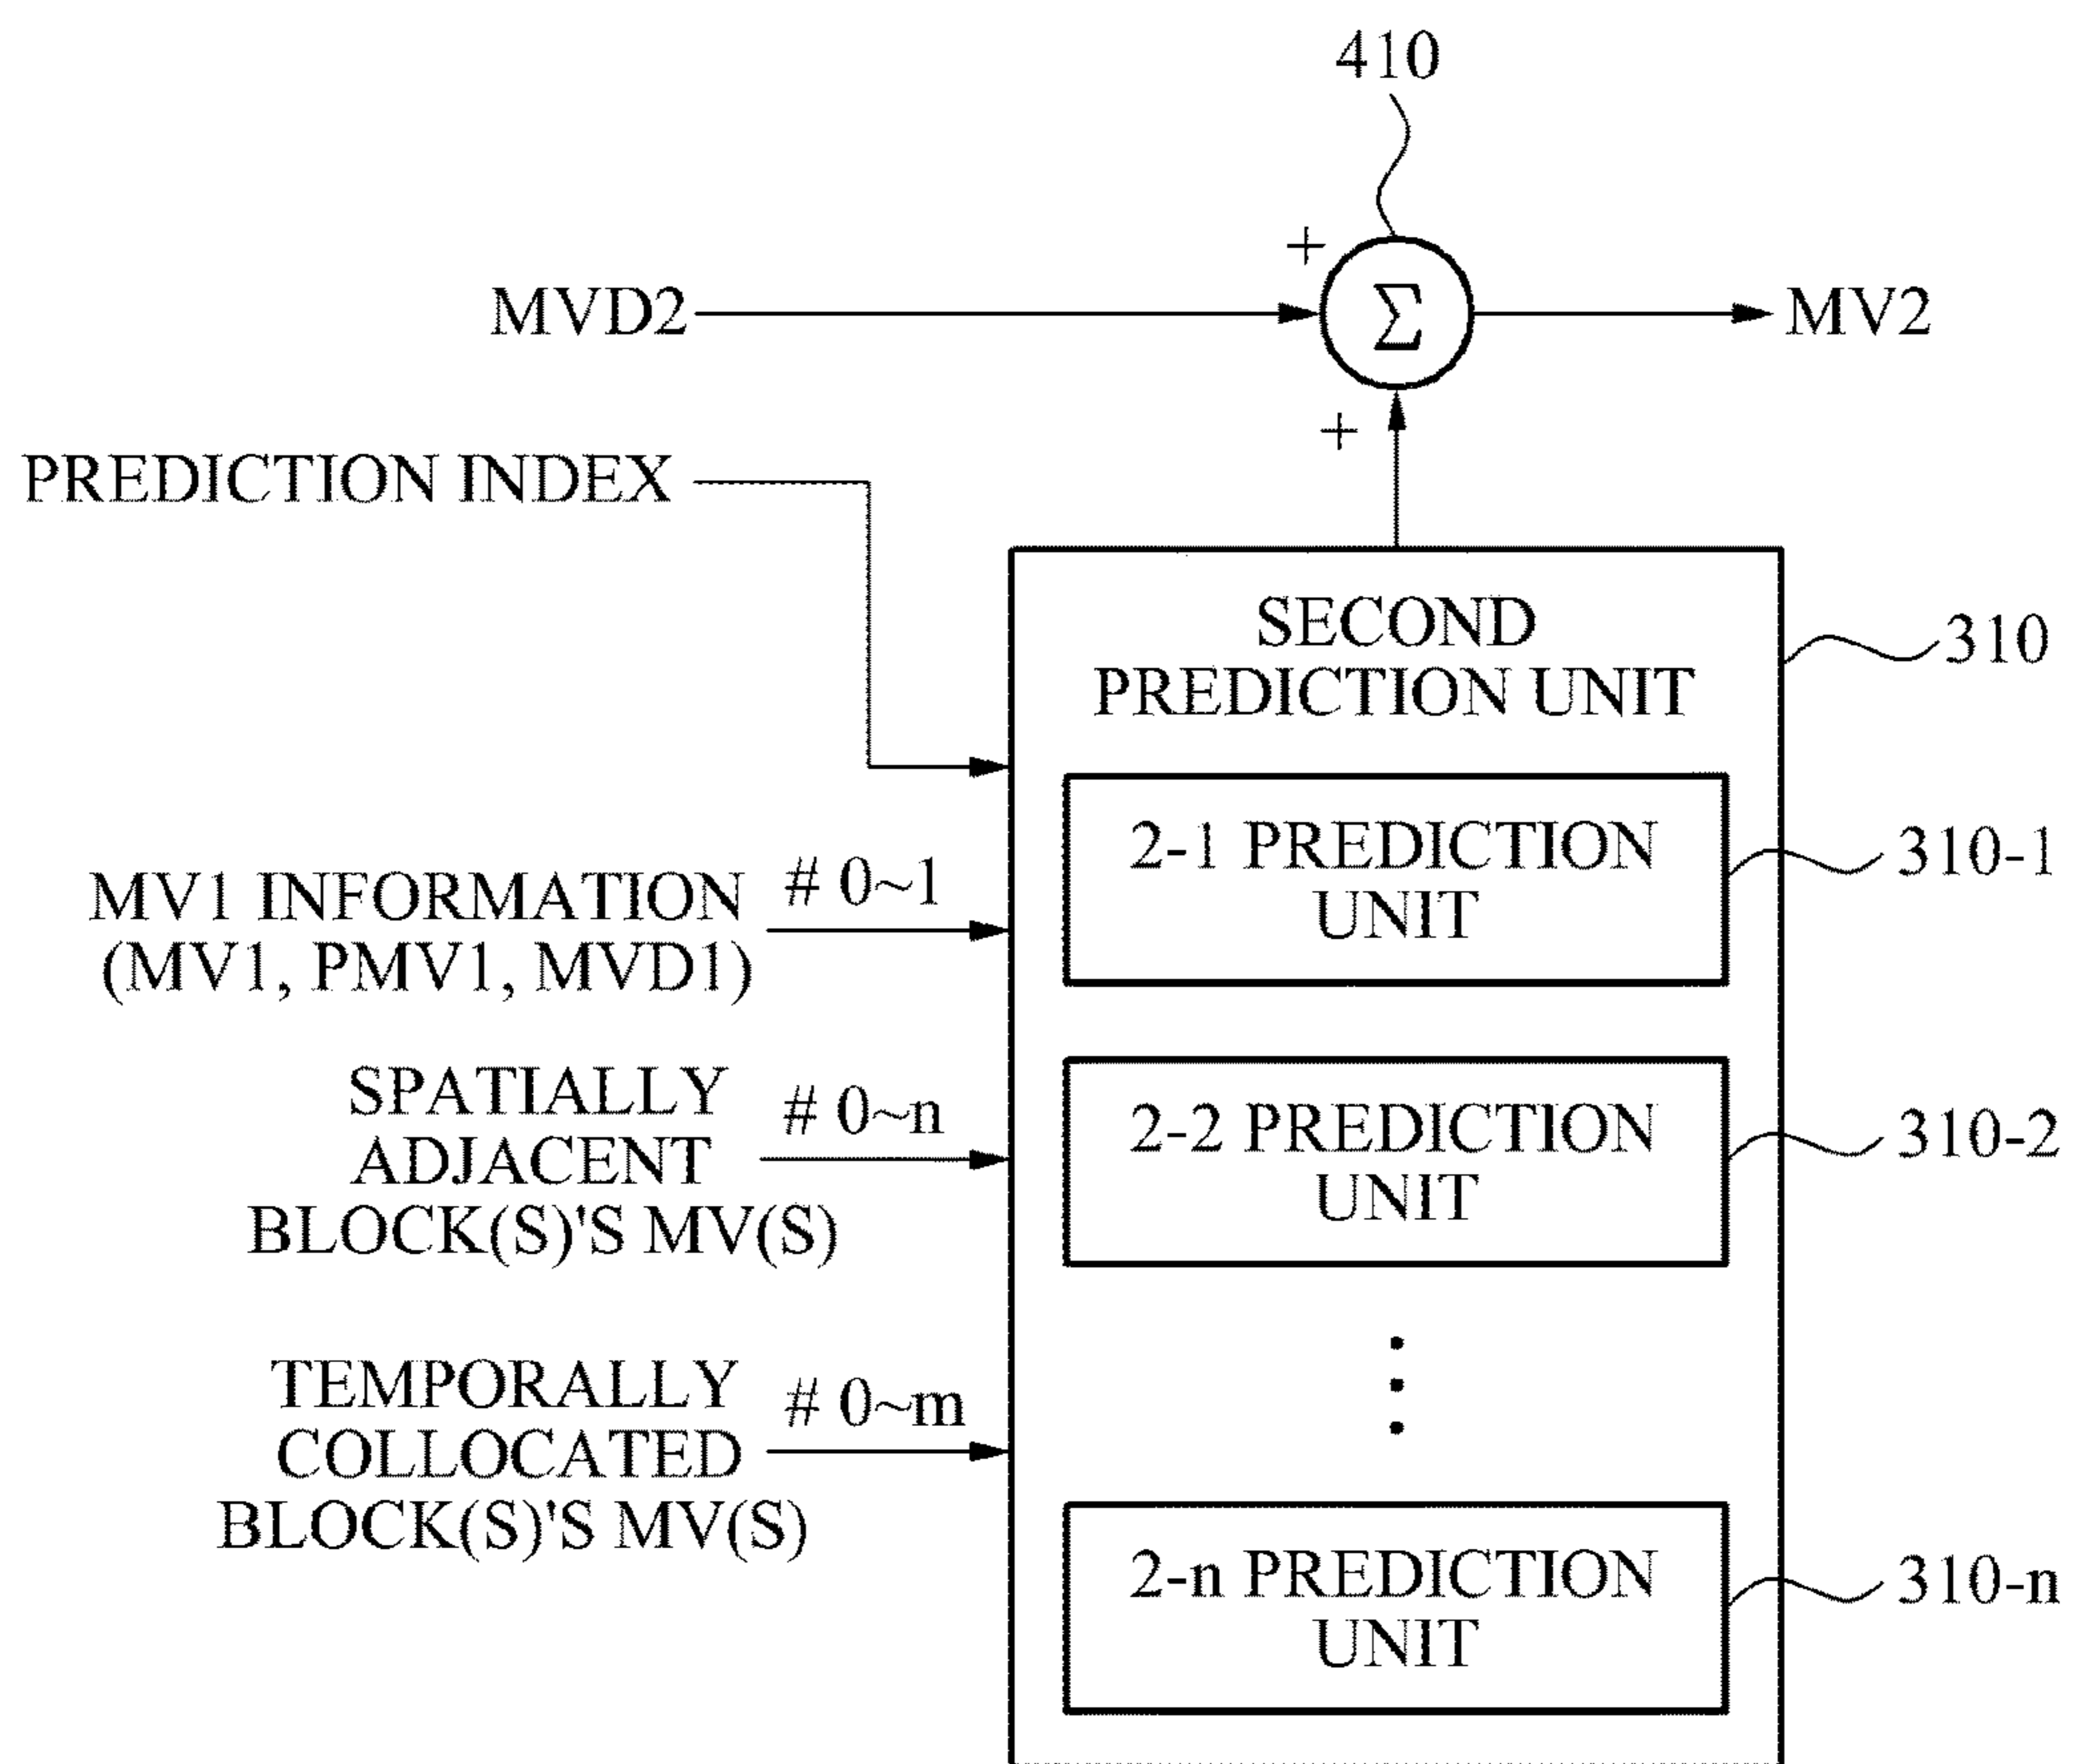 410
+
MVD2
Σ
MV2
+
PREDICTION INDEX
SECOND
PREDICTION UNIT
310
2-1 PREDICTION
UNIT
310-1
MV1 INFORMATION
(MV1, PMV1, MVD1)
# 0~1
SPATIALLY
ADJACENT
BLOCK(S)'S MV(S)
# 0~n
2-2 PREDICTION
UNIT
310-2
TEMPORALLY
COLLOCATED
BLOCK(S)'S MV(S)
# 0~m
2-n PREDICTION
UNIT
310-n